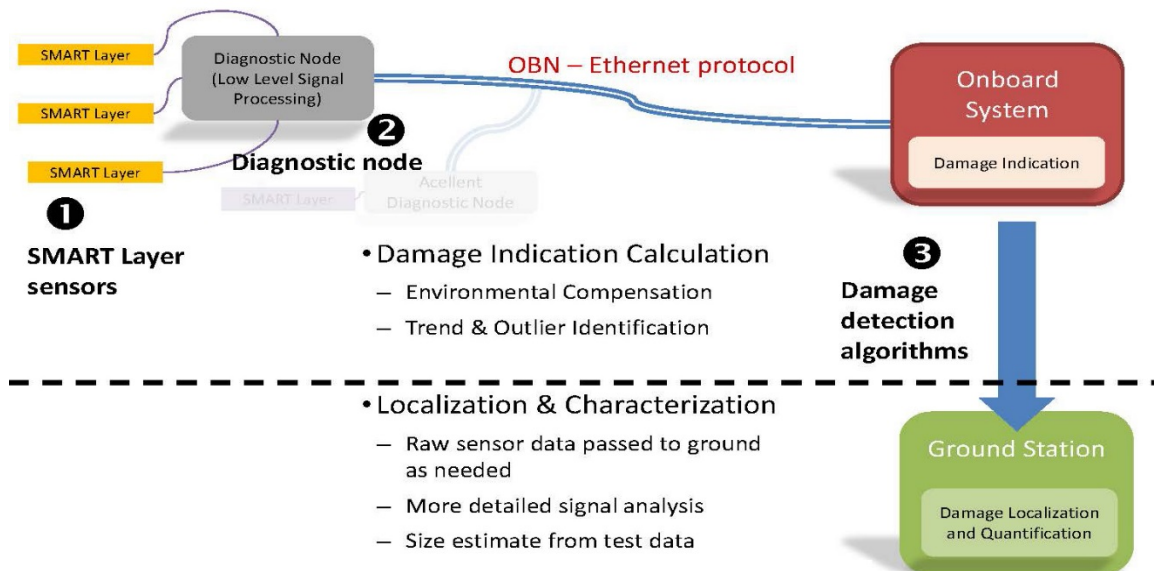 SMART Layer
SMART Layer
SMART Layer
Diagnostic Node
(Low Level Signal
Processing)
OBN – Ethernet protocol
Onboard
System
Damage Indication
❷
Diagnostic node
SMART Layer
Acellent
Diagnostic Node
❶
SMART Layer
sensors
• Damage Indication Calculation
– Environmental Compensation
– Trend & Outlier Identification
❸
Damage
detection
algorithms
• Localization & Characterization
– Raw sensor data passed to ground
as needed
– More detailed signal analysis
– Size estimate from test data
Ground Station
Damage Localization
and Quantification